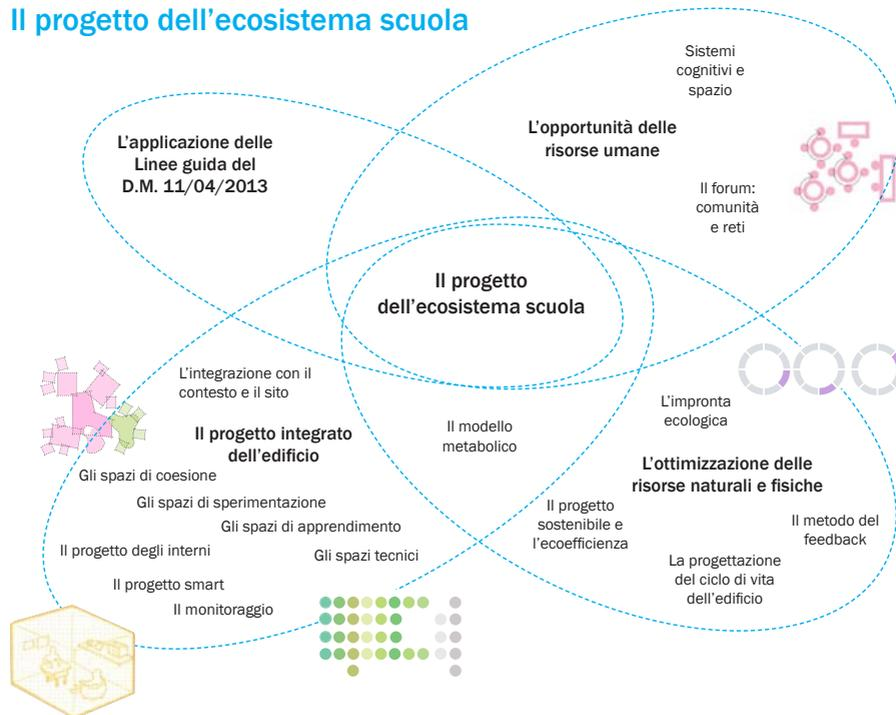 Il progetto dell’ecosistema scuola
Sistemi
cognitivi e
spazio
L’opportunità delle
risorse umane
L’applicazione delle
Linee guida del
D.M. 11/04/2013
Il forum:
comunità
e reti
Il progetto
dell’ecosistema scuola
L’integrazione con il
contesto e il sito
L’impronta
ecologica
Il modello
metabolico
Il progetto integrato
dell’edificio
L’ottimizzazione delle
risorse naturali e fisiche
Gli spazi di coesione
Gli spazi di sperimentazione
Gli spazi di apprendimento
Il progetto degli interni
Gli spazi tecnici
Il progetto smart
Il monitoraggio
Il progetto
sostenibile e
l’ecoefficienza
Il metodo del
feedback
La progettazione
del ciclo di vita
dell’edificio